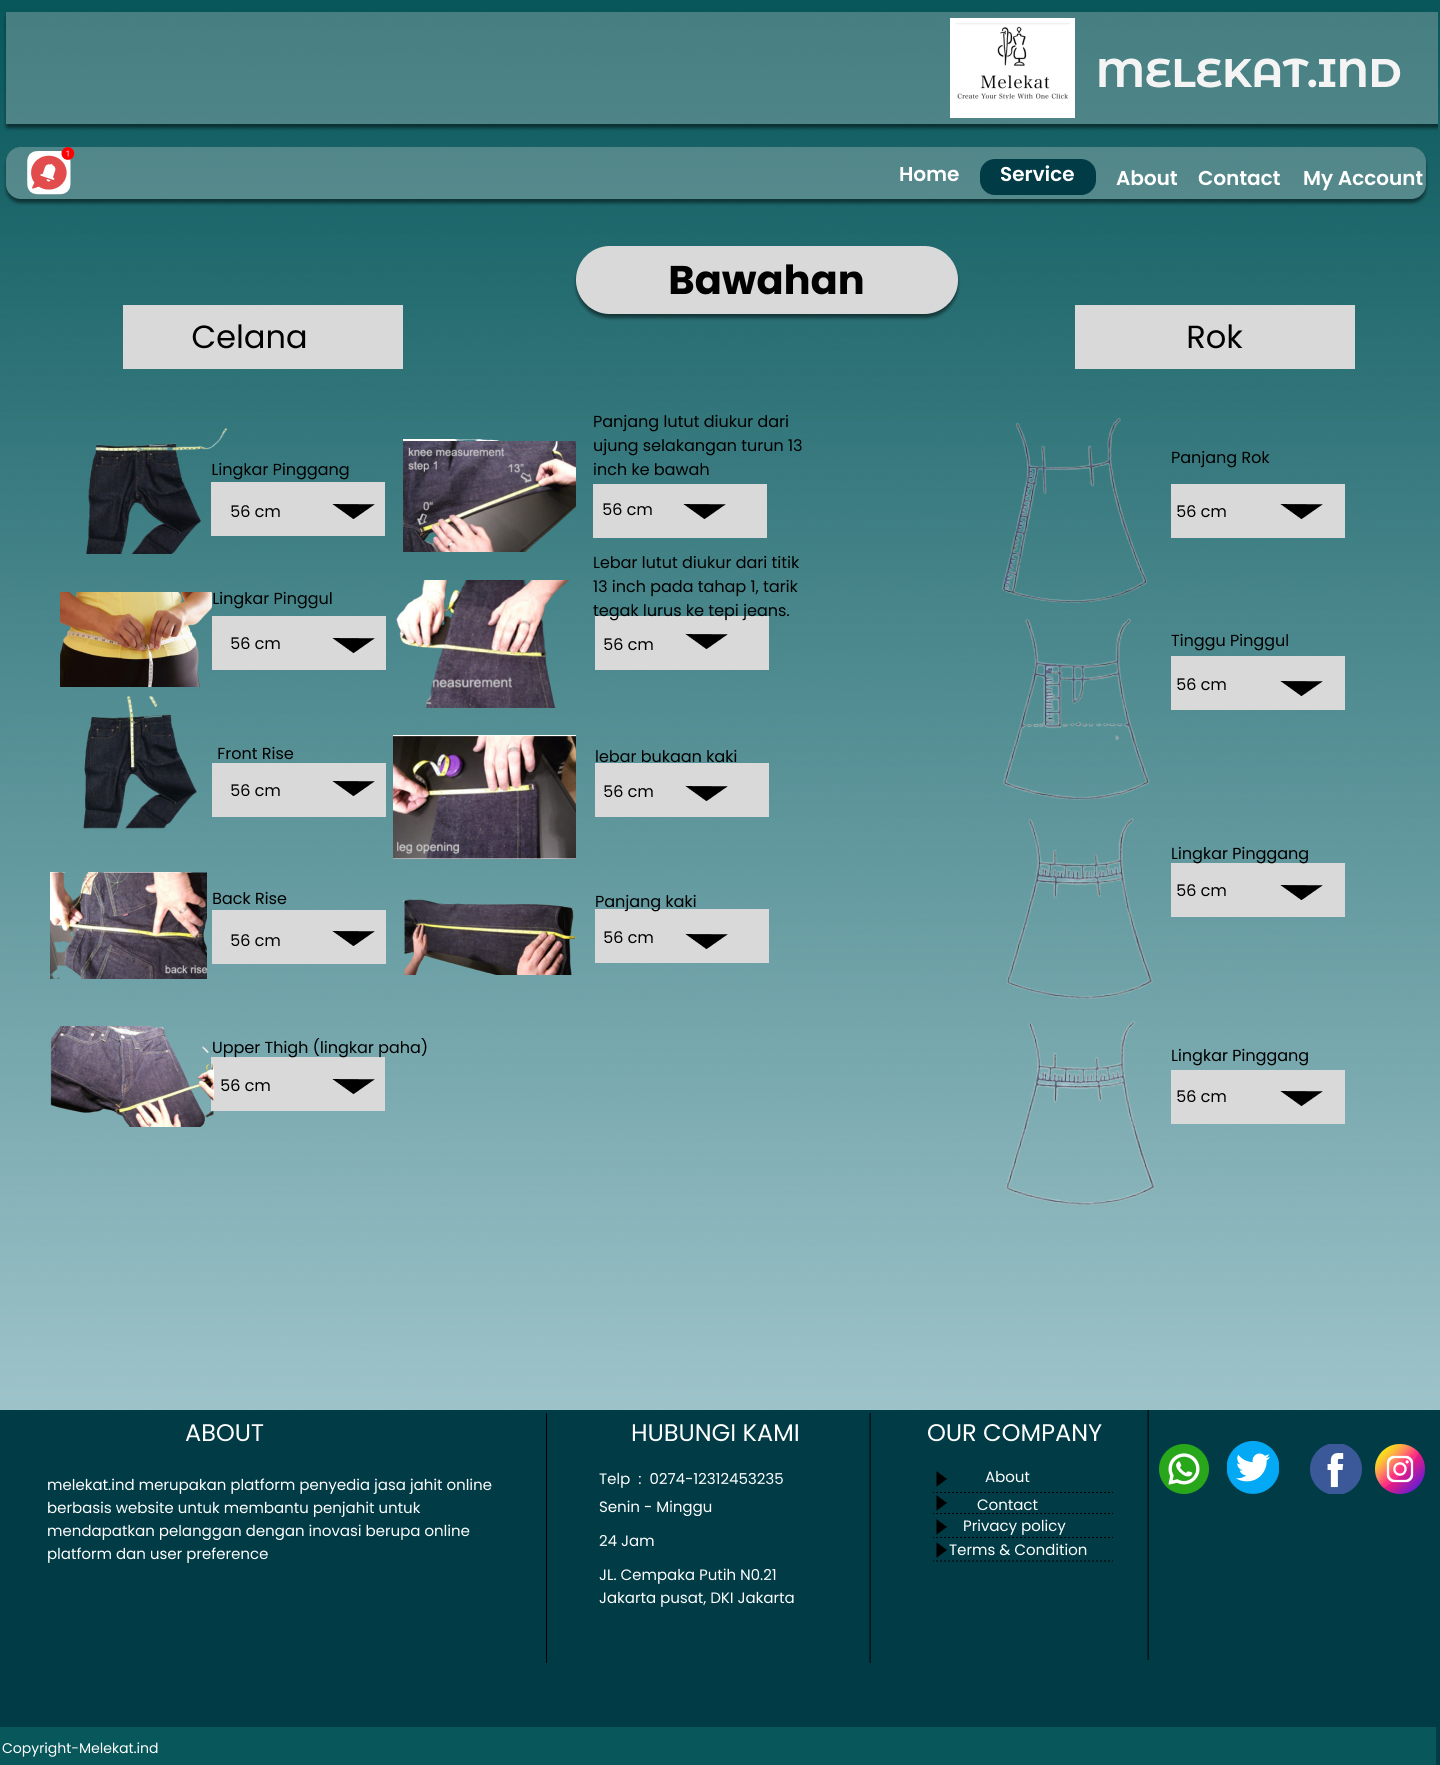 Melekat
Create Your Style With One Click
MELEKAT.IND
1
Home
Service
About
Contact
My Account
Bawahan
Celana
Rok
Lingkar Pinggang
56 cm
knee measurement
step 1
13"
0"
Panjang lutut diukur dari
ujung selakangan turun 13
inch ke bawah
56 cm
Panjang Rok
56 cm
Lingkar Pinggul
56 cm
measurement
Lebar lutut diukur dari titik
13 inch pada tahap 1, tarik
tegak lurus ke tepi jeans.
56 cm
Tinggu Pinggul
56 cm
Front Rise
56 cm
leg opening
lebar bukaan kaki
56 cm
Lingkar Pinggang
56 cm
back rise
Back Rise
56 cm
Panjang kaki
56 cm
Upper Thigh (lingkar paha)
56 cm
Lingkar Pinggang
56 cm
ABOUT
melekat.ind merupakan platform penyedia jasa jahit online
berbasis website untuk membantu penjahit untuk
mendapatkan pelanggan dengan inovasi berupa online
platform dan user preference
HUBUNGI KAMI
Telp : 0274-12312453235
Senin - Minggu
24 Jam
JL. Cempaka Putih N0.21
Jakarta pusat, DKI Jakarta
OUR COMPANY
About
Contact
Privacy policy
Terms & Condition
Copyright-Melekat.ind